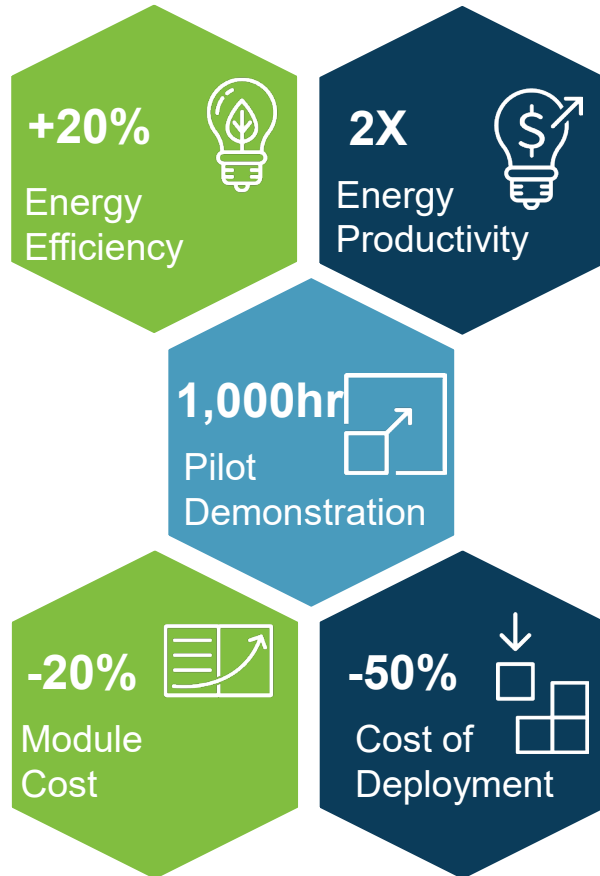 +20%
Energy
Efficiency
2X
Energy
Productivity
1,000hr
Pilot
Demonstration
-20%
Module
Cost
-50%
Cost of
Deployment